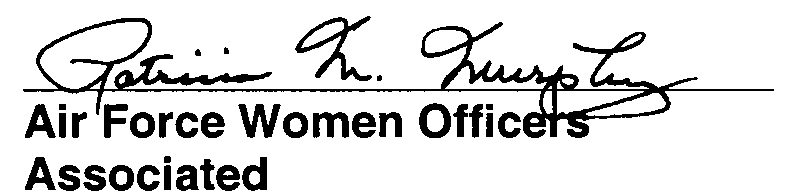 Patricia M. Murphy
Air Force Women Officers
Associated